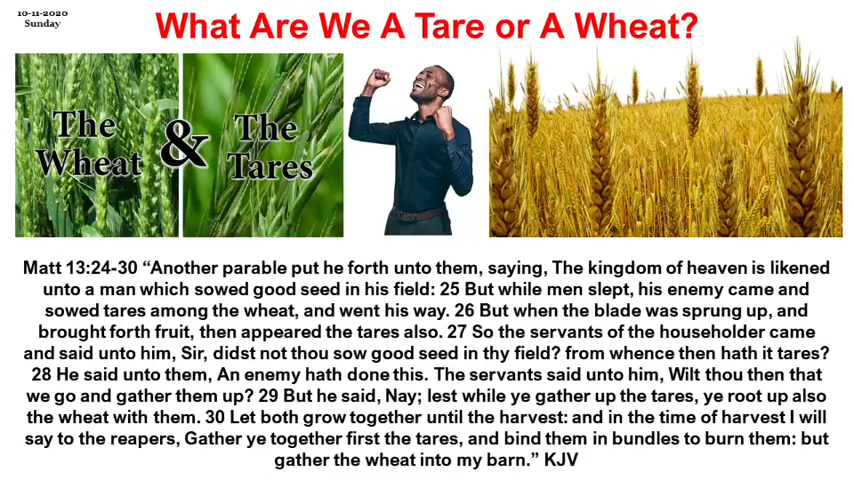 10-11-2020
Sunday
What Are We A Tare or A Wheat?
The Wheat
&
The Tares
Matt 13:24-30 “Another parable put he forth unto them, saying, The kingdom of heaven is likened
unto a man which sowed good seed in his field: 25 But while men slept, his enemy came and
sowed tares among the wheat, and went his way. 26 But when the blade was sprung up, and
brought forth fruit, then appeared the tares also. 27 So the servants of the householder came
and said unto him, Sir, didst not thou sow good seed in thy field? from whence then hath it tares?
28 He said unto them, An enemy hath done this. The servants said unto him, Wilt thou then that
we go and gather them up? 29 But he said, Nay; lest while ye gather up the tares, ye root up also
the wheat with them. 30 Let both grow together until the harvest: and in the time of harvest I will
say to the reapers, Gather ye together first the tares, and bind them in bundles to burn them: but
gather the wheat into my barn.” KJV